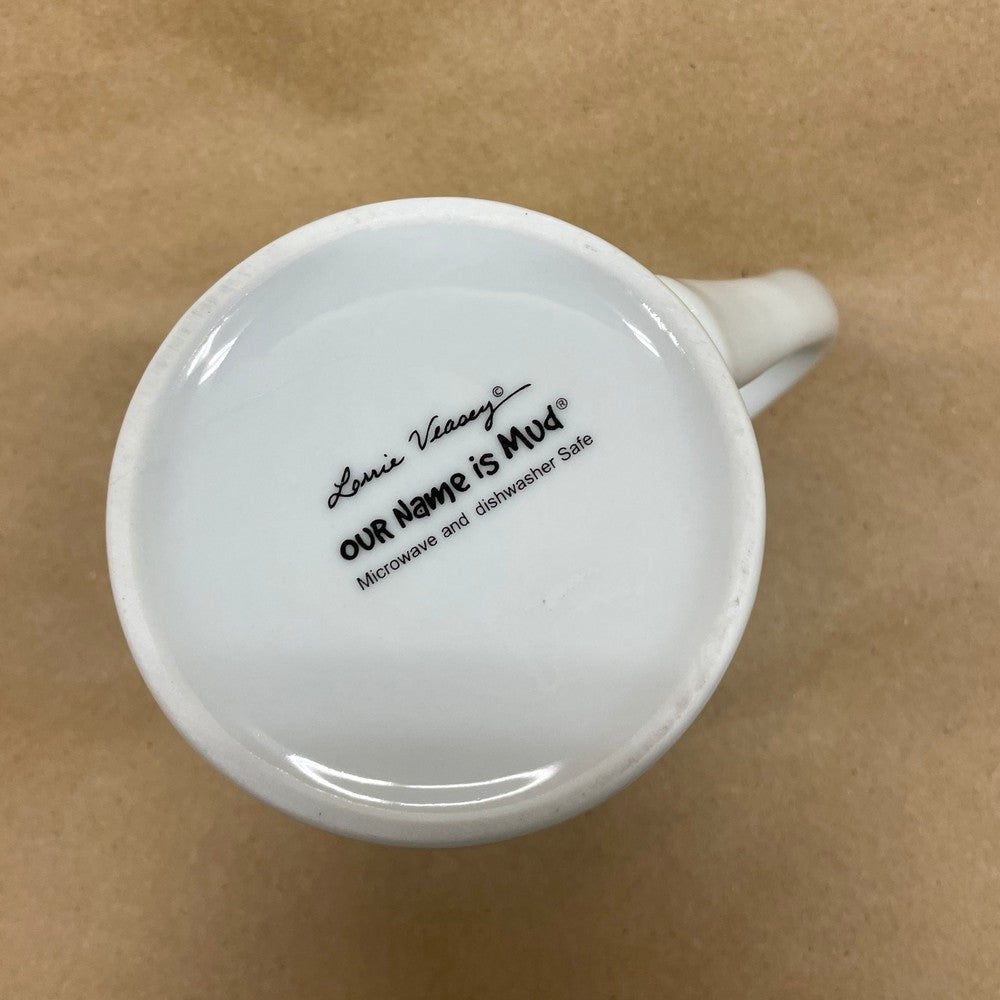 Lorrie Veasey©
OUR Name is Mud®
Microwave and dishwasher Safe